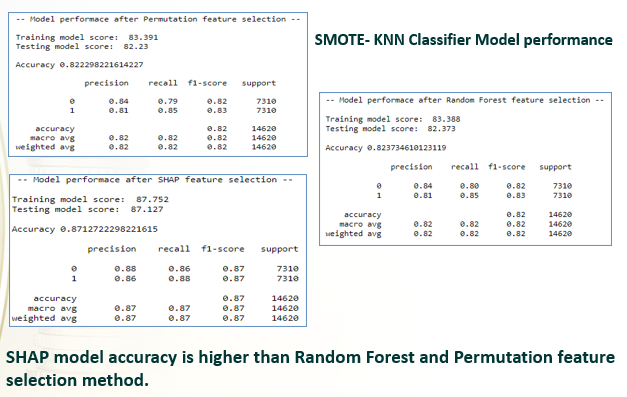 -- Model performace after Permutation feature selection --
Training model score: 83.391
Testing model score: 82.23
Accuracy 0.822298221614227
precision recall f1-score support
0 0.84 0.79 0.82 7310
1 0.81 0.85 0.83 7310
accuracy 0.82 14620
macro avg 0.82 0.82 0.82 14620
weighted avg 0.82 0.82 0.82 14620
SMOTE- KNN Classifier Model performance
-- Model performace after Random Forest feature selection --
Training model score: 83.388
Testing model score: 82.373
Accuracy 0.823734610123119
precision recall f1-score support
0 0.84 0.80 0.82 7310
1 0.81 0.85 0.83 7310
accuracy 0.82 14620
macro avg 0.82 0.82 0.82 14620
weighted avg 0.82 0.82 0.82 14620
-- Model performace after SHAP feature selection --
Training model score: 87.752
Testing model score: 87.127
Accuracy 0.8712722298221615
precision recall f1-score support
0 0.88 0.86 0.87 7310
1 0.86 0.88 0.87 7310
accuracy 0.87 14620
macro avg 0.87 0.87 0.87 14620
weighted avg 0.87 0.87 0.87 14620
SHAP model accuracy is higher than Random Forest and Permutation feature
selection method.